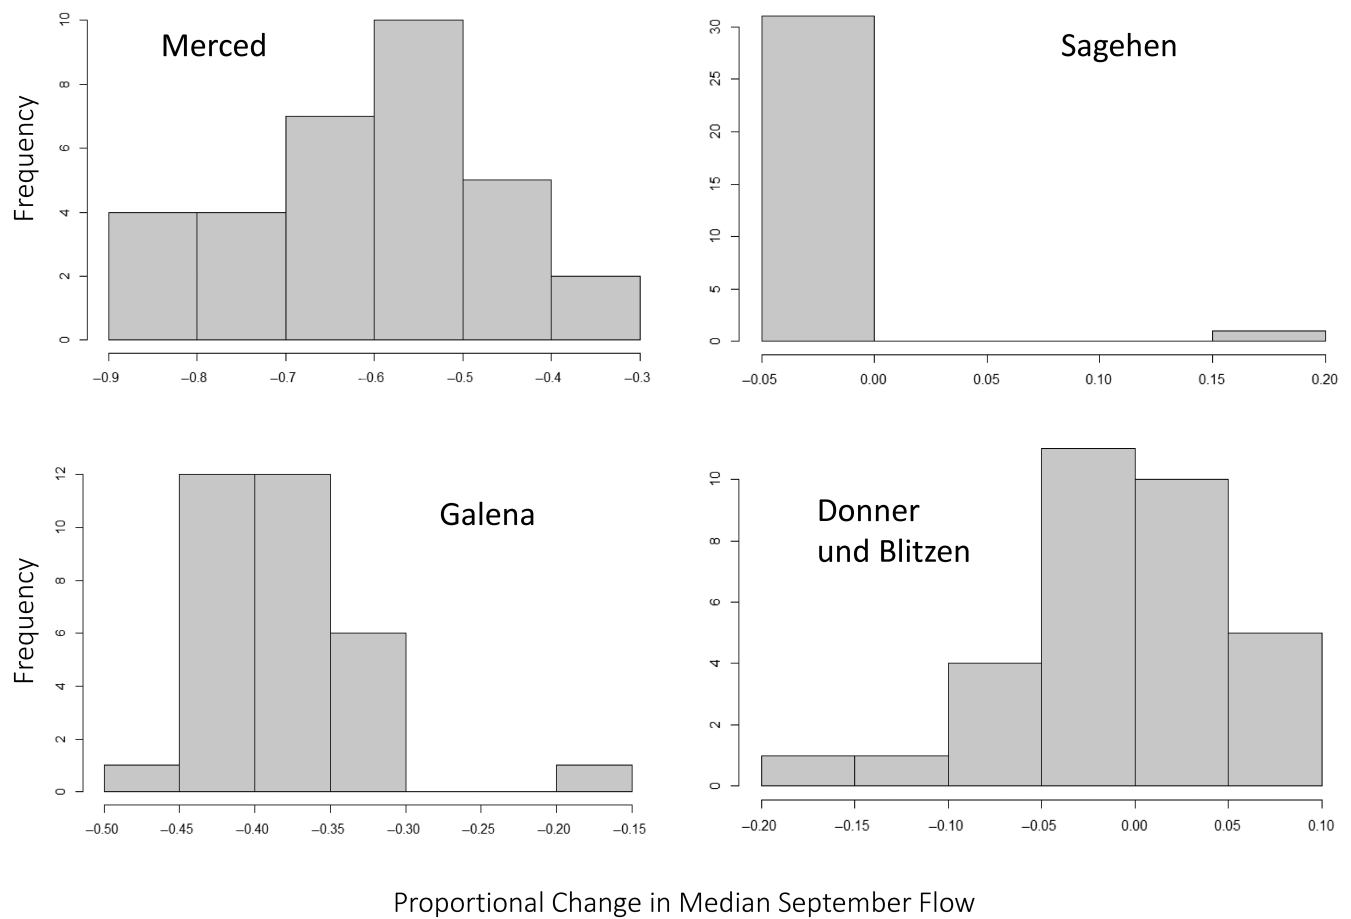 Merced
Frequency
10
8
6
4
2
0
–0.9 –0.8 –0.7 –0.6 –0.5 –0.4 –0.3
Sagehen
30
25
20
15
10
5
0
–0.05 0.00 0.05 0.10 0.15 0.20
Galena
Frequency
12
10
8
6
4
2
0
–0.50 –0.45 –0.40 –0.35 –0.30 –0.25 –0.20 –0.15
Donner
und Blitzen
10
8
6
4
2
0
–0.20 –0.15 –0.10 –0.05 0.00 0.05 0.10
Proportional Change in Median September Flow